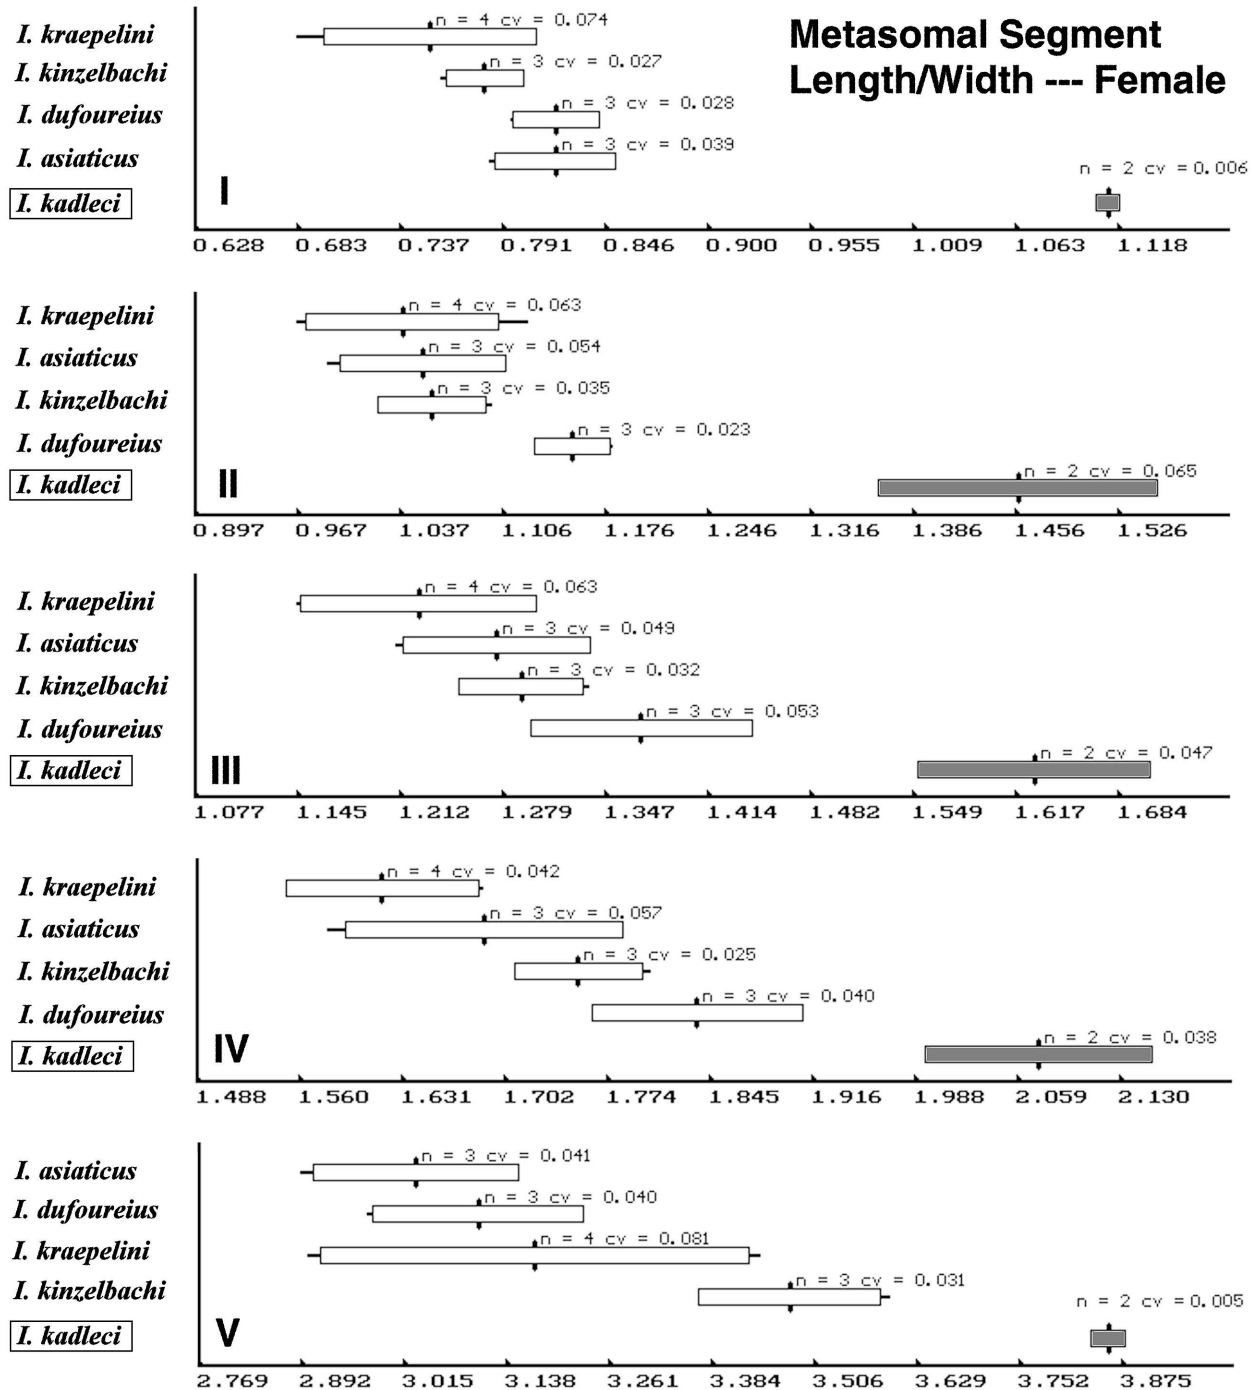 Metasomal Segment
Length/Width --- Female
I. kraepelini n = 4 cv = 0.074
I. kinzelbachi n = 3 cv = 0.027
I. dufoureius n = 3 cv = 0.028
I. asiaticus n = 3 cv = 0.039
I. kadleci I n = 2 cv = 0.006
0.628 0.683 0.737 0.791 0.846 0.900 0.955 1.009 1.063 1.118
I. kraepelini n = 4 cv = 0.063
I. asiaticus n = 3 cv = 0.054
I. kinzelbachi n = 3 cv = 0.035
I. dufoureius n = 3 cv = 0.023
I. kadleci II n = 2 cv = 0.065
0.897 0.967 1.037 1.106 1.176 1.246 1.316 1.386 1.456 1.526
I. kraepelini n = 4 cv = 0.063
I. asiaticus n = 3 cv = 0.049
I. kinzelbachi n = 3 cv = 0.032
I. dufoureius n = 3 cv = 0.053
I. kadleci III n = 2 cv = 0.047
1.077 1.145 1.212 1.279 1.347 1.414 1.482 1.549 1.617 1.684
I. kraepelini n = 4 cv = 0.042
I. asiaticus n = 3 cv = 0.057
I. kinzelbachi n = 3 cv = 0.025
I. dufoureius n = 3 cv = 0.040
I. kadleci IV n = 2 cv = 0.038
1.488 1.560 1.631 1.702 1.774 1.845 1.916 1.988 2.059 2.130
I. asiaticus n = 3 cv = 0.041
I. dufoureius n = 3 cv = 0.040
I. kraepelini n = 4 cv = 0.081
I. kinzelbachi n = 3 cv = 0.031
I. kadleci V n = 2 cv = 0.005
2.769 2.892 3.015 3.138 3.261 3.384 3.506 3.629 3.752 3.875